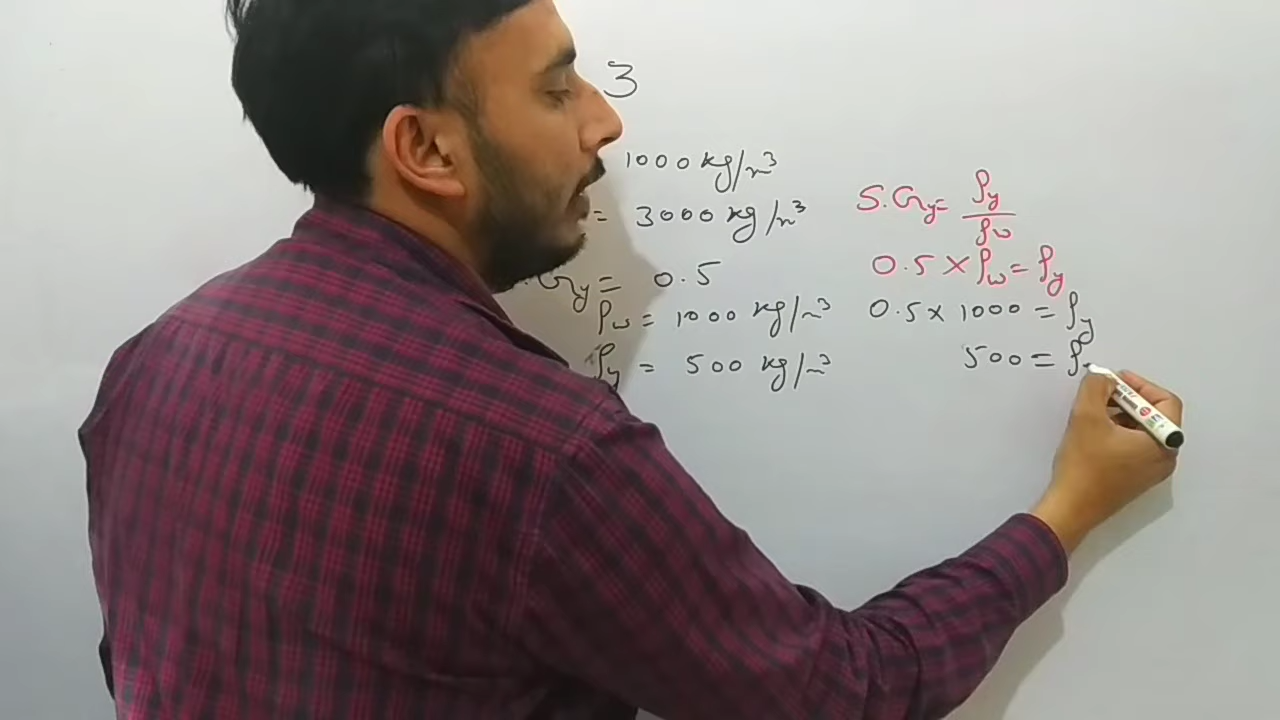 3
1000 kg/m³
= 3000 kg/m³
S.Gy = ρy/ρw
Gy = 0.5
0.5 × ρw = ρy
ρw = 1000 kg/m³
0.5 × 1000 = ρy
ρy = 500 kg/m³
500 = ρ